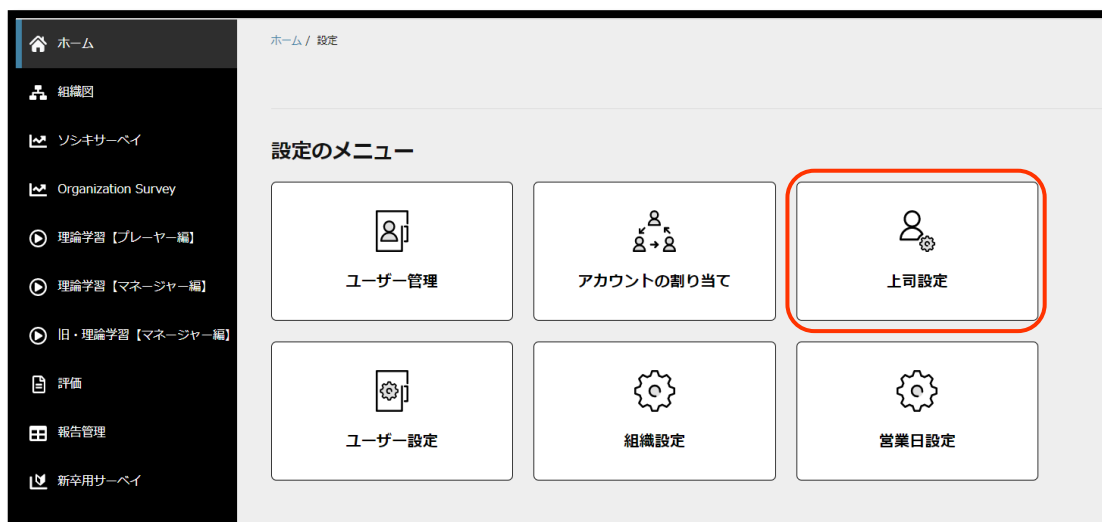 ホーム
組織図
ソシキサーベイ
Organization Survey
理論学習【プレーヤー編】
理論学習【マネージャー編】
旧・理論学習【マネージャー編】
評価
報告管理
新卒用サーベイ
ホーム / 設定
設定のメニュー
ユーザー管理
アカウントの割り当て
上司設定
ユーザー設定
組織設定
営業日設定